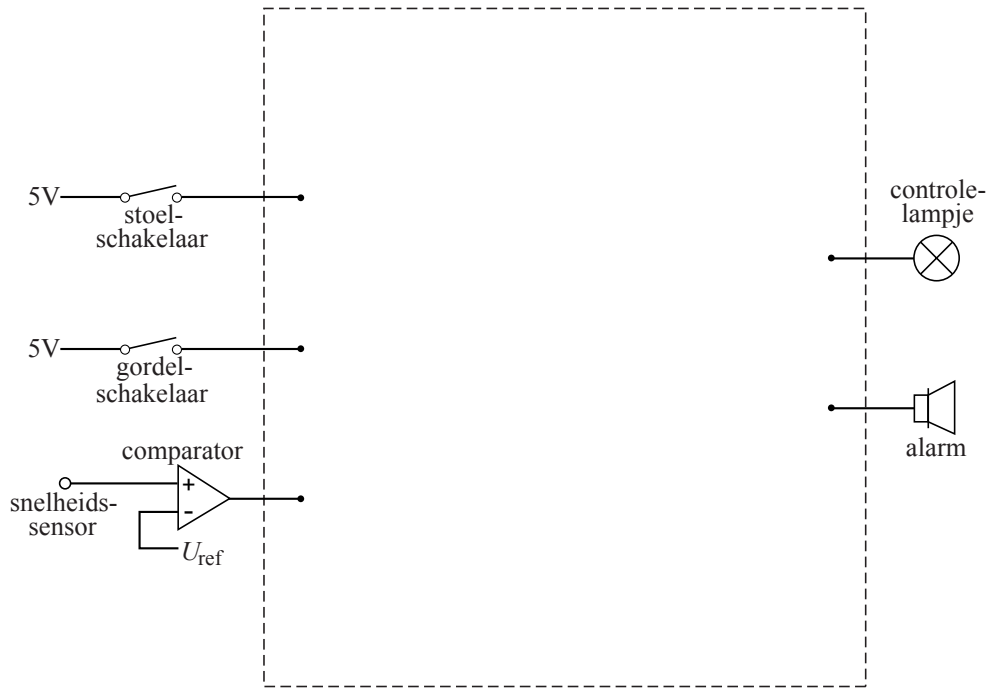 5V
stoel-
schakelaar
5V
gordel-
schakelaar
comparator
+
-
snelheids-
sensor
Uref
controle-
lampje
alarm